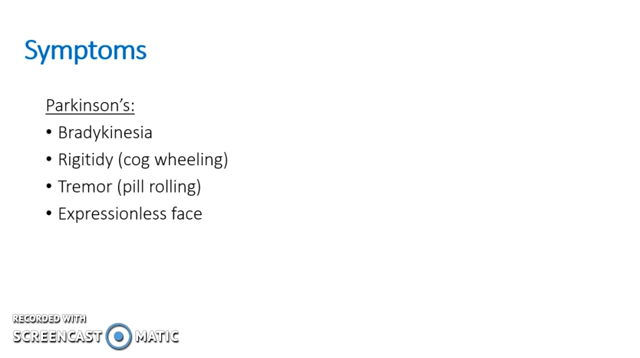 Symptoms
Parkinson's:
• Bradykinesia
• Rigitidy (cog wheeling)
• Tremor (pill rolling)
• Expressionless face
RECORDED WITH
SCREENCAST MATIC